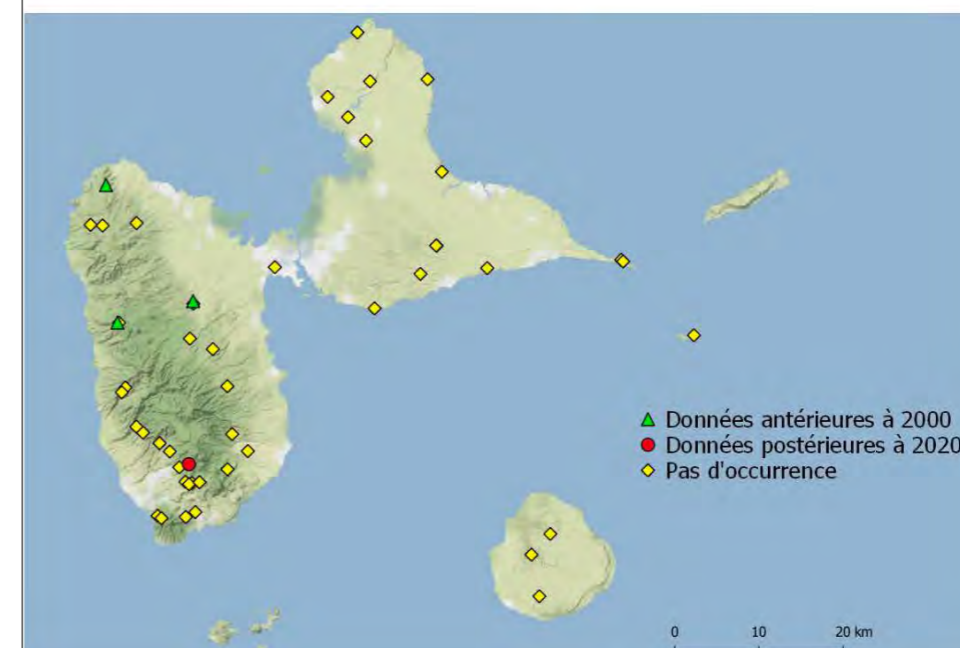 Données antérieures à 2000
Données postérieures à 2020
Pas d'occurrence
0 10 20 km